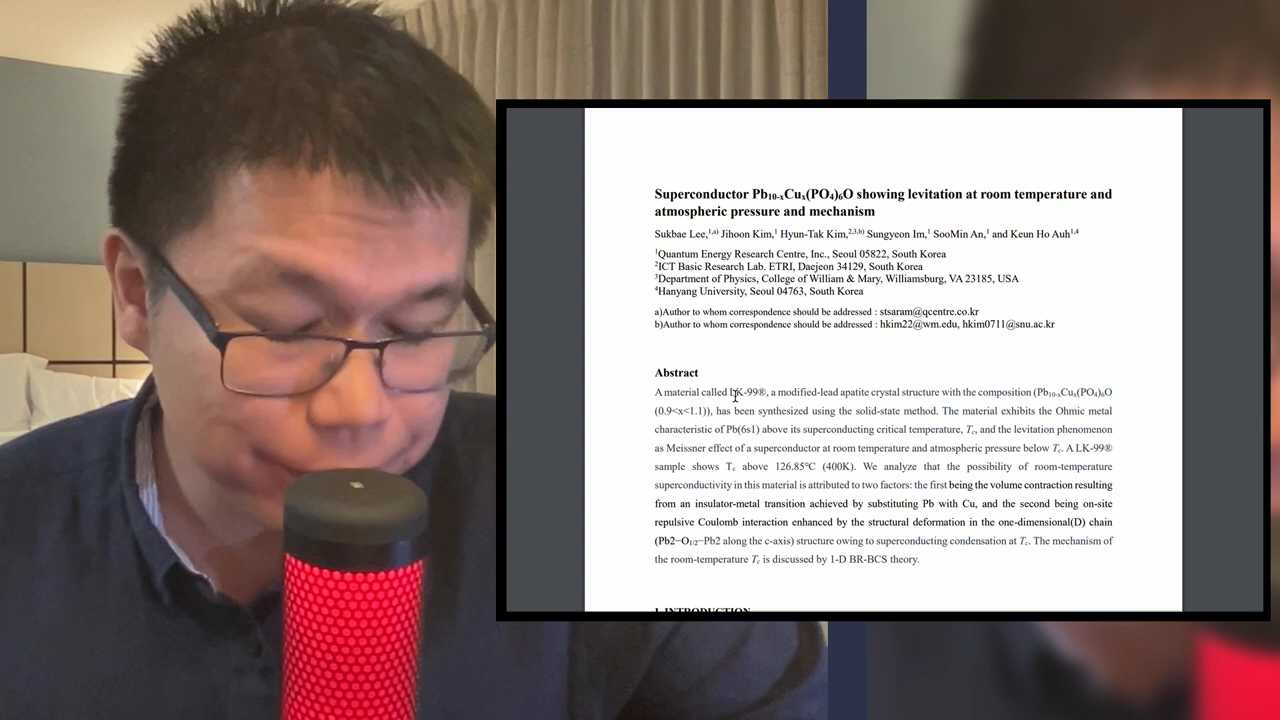 Superconductor Pb₁₀₋ₓCuₓ(PO₄)₆O showing levitation at room temperature and
atmospheric pressure and mechanism
Sukbae Lee,¹,ᵃ⁾ Jihoon Kim,¹ Hyun-Tak Kim,²,³,ᵇ⁾ Sungyeon Im,¹ SooMin An,¹ and Keun Ho Auh¹,⁴
¹Quantum Energy Research Centre, Inc., Seoul 05822, South Korea
²ICT Basic Research Lab. ETRI, Daejeon 34129, South Korea
³Department of Physics, College of William & Mary, Williamsburg, VA 23185, USA
⁴Hanyang University, Seoul 04763, South Korea
a)Author to whom correspondence should be addressed : stsaram@qcentre.co.kr
b)Author to whom correspondence should be addressed : hkim22@wm.edu, hkim0711@snu.ac.kr
Abstract
A material called LK-99®, a modified-lead apatite crystal structure with the composition (Pb₁₀₋ₓCuₓ(PO₄)₆O
(0.9<x<1.1)), has been synthesized using the solid-state method. The material exhibits the Ohmic metal
characteristic of Pb(6s1) above its superconducting critical temperature, T꜀, and the levitation phenomenon
as Meissner effect of a superconductor at room temperature and atmospheric pressure below T꜀. A LK-99®
sample shows T꜀ above 126.85℃ (400K). We analyze that the possibility of room-temperature
superconductivity in this material is attributed to two factors: the first being the volume contraction resulting
from an insulator-metal transition achieved by substituting Pb with Cu, and the second being on-site
repulsive Coulomb interaction enhanced by the structural deformation in the one-dimensional(D) chain
(Pb2−O₁/₂−Pb2 along the c-axis) structure owing to superconducting condensation at T꜀. The mechanism of
the room-temperature T꜀ is discussed by 1-D BR-BCS theory.
I. INTRODUCTION